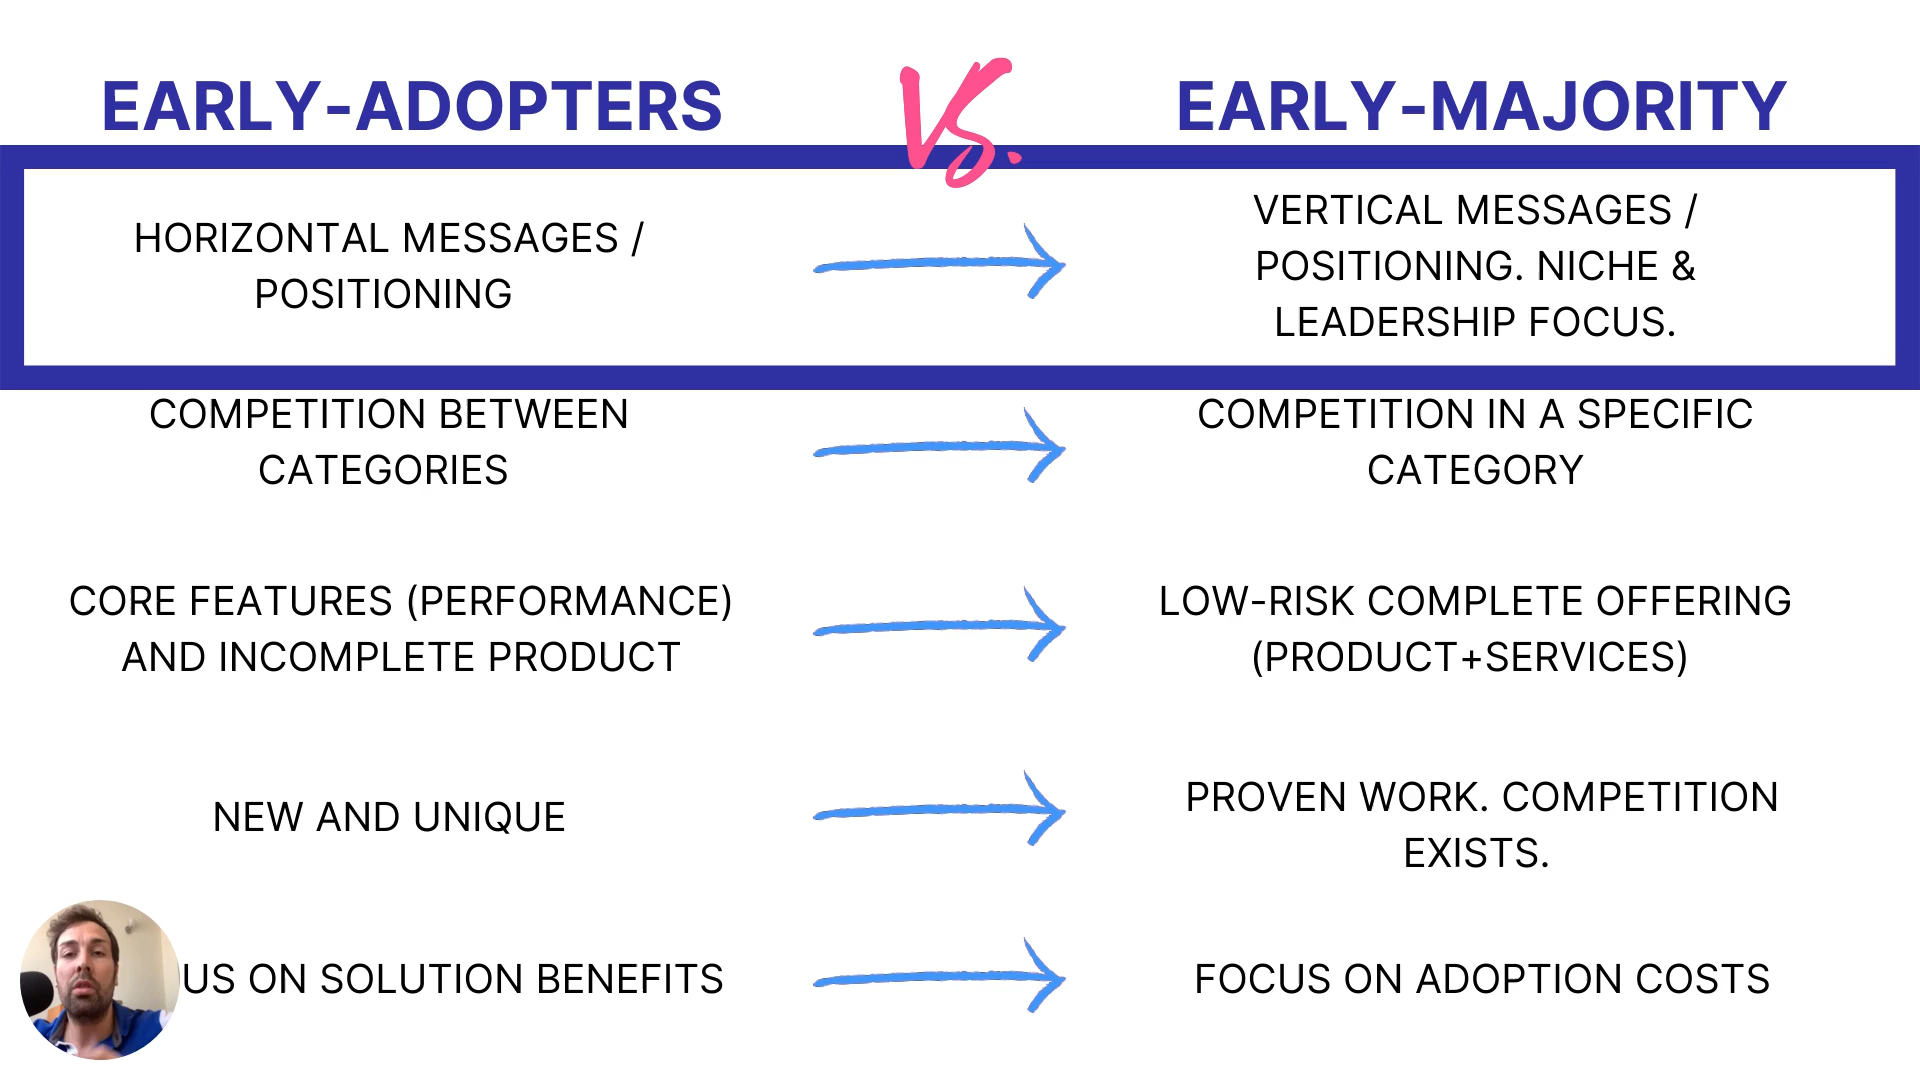 EARLY-ADOPTERS
VS.
EARLY-MAJORITY
HORIZONTAL MESSAGES /
POSITIONING
VERTICAL MESSAGES /
POSITIONING. NICHE &
LEADERSHIP FOCUS.
COMPETITION BETWEEN
CATEGORIES
COMPETITION IN A SPECIFIC
CATEGORY
CORE FEATURES (PERFORMANCE)
AND INCOMPLETE PRODUCT
LOW-RISK COMPLETE OFFERING
(PRODUCT+SERVICES)
NEW AND UNIQUE
PROVEN WORK. COMPETITION
EXISTS.
US ON SOLUTION BENEFITS
FOCUS ON ADOPTION COSTS